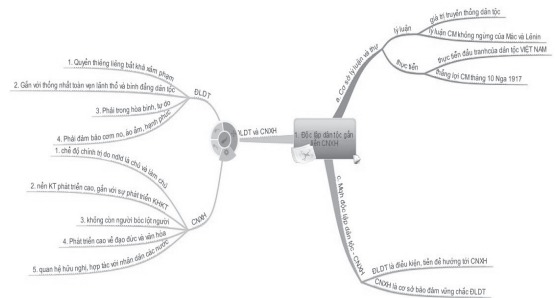 1. Độc lập dân tộc gắn
liền CNXH
a. Cơ sở lý luận và thự
lý luận
giá trị truyền thống dân tộc
lý luận CM không ngừng của Mác và Lênin
thực tiễn
thực tiễn đấu tranh của dân tộc VIỆT NAM
thắng lợi CM tháng 10 Nga 1917
ĐLDT và CNXH
ĐLDT
1. Quyền thiêng liêng bất khả xâm phạm
2. Gắn với thống nhất toàn vẹn lãnh thổ và bình đẳng dân tộc
3. Phải trong hòa bình, tự do
4. Phải đảm bảo cơm no, áo ấm, hạnh phúc
CNXH
1. chế độ chính trị do ndlđ là chủ và làm chủ
2. nền KT phát triển cao, gắn với sự phát triển KHKT
3. không còn người bóc lột người
4. Phát triển cao về đạo đức và văn hóa
5. quan hệ hữu nghị, hợp tác với nhân dân các nước
c. Mqh độc lập dân tộc - CNXH
ĐLDT là điều kiện, tiền đề hướng tới CNXH
CNXH là cơ sở bảo đảm vững chắc ĐLDT